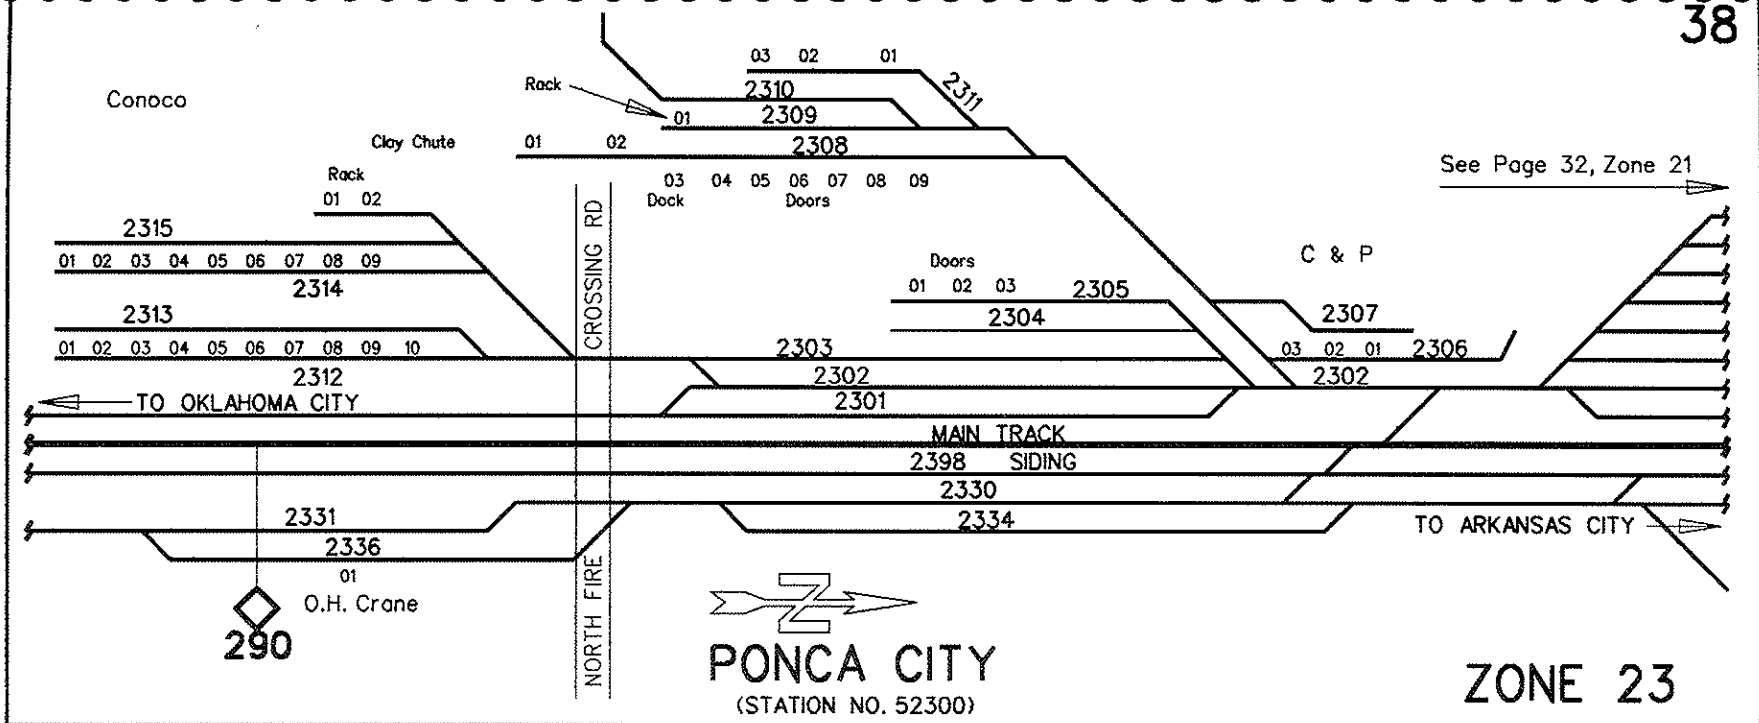 38
03 02 01
Conoco
Rack
2310
2311
01
2309
Clay Chute
01 02
2308
See Page 32, Zone 21
Rack
03 04 05 06 07 08 09
01 02
Dock
Doors
2315
CROSSING RD
C & P
01 02 03 04 05 06 07 08 09
Doors
2314
01 02 03
2305
2313
2304
2307
01 02 03 04 05 06 07 08 09 10
2303
03 02 01 2306
2312
2302
2302
TO OKLAHOMA CITY
2301
MAIN TRACK
2398 SIDING
2330
2331
2334
TO ARKANSAS CITY
2336
01
O.H. Crane
NORTH FIRE
290
N
PONCA CITY
(STATION NO. 52300)
ZONE 23